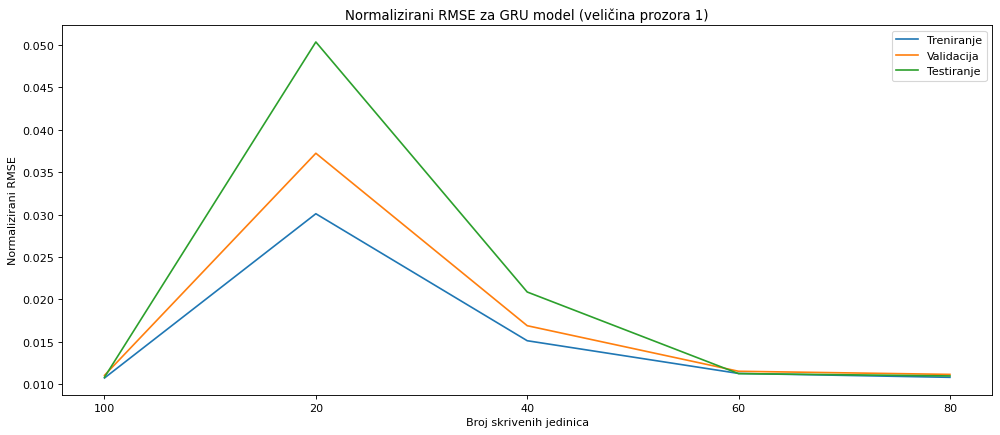 Normalizirani RMSE za GRU model (veličina prozora 1)
Treniranje
Validacija
Testiranje
0.050
0.045
0.040
0.035
0.030
0.025
0.020
0.015
0.010
Normalizirani RMSE
100 20 40 60 80
Broj skrivenih jedinica